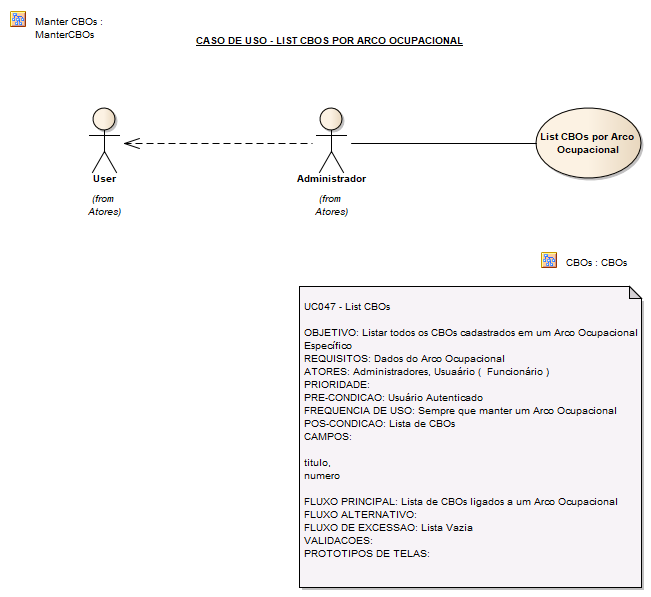 Manter CBOs :
ManterCBOs
CASO DE USO - LIST CBOS POR ARCO OCUPACIONAL
User
(from
Atores)
Administrador
(from
Atores)
List CBOs por Arco
Ocupacional
CBOs : CBOs
UC047 - List CBOs
OBJETIVO: Listar todos os CBOs cadastrados em um Arco Ocupacional
Específico
REQUISITOS: Dados do Arco Ocupacional
ATORES: Administradores, Usuaário (  Funcionário )
PRIORIDADE:
PRE-CONDICAO: Usuário Autenticado
FREQUENCIA DE USO: Sempre que manter um Arco Ocupacional
POS-CONDICAO: Lista de CBOs
CAMPOS:
titulo,
numero
FLUXO PRINCIPAL: Lista de CBOs ligados a um Arco Ocupacional
FLUXO ALTERNATIVO:
FLUXO DE EXCESSAO: Lista Vazia
VALIDACOES:
PROTOTIPOS DE TELAS: